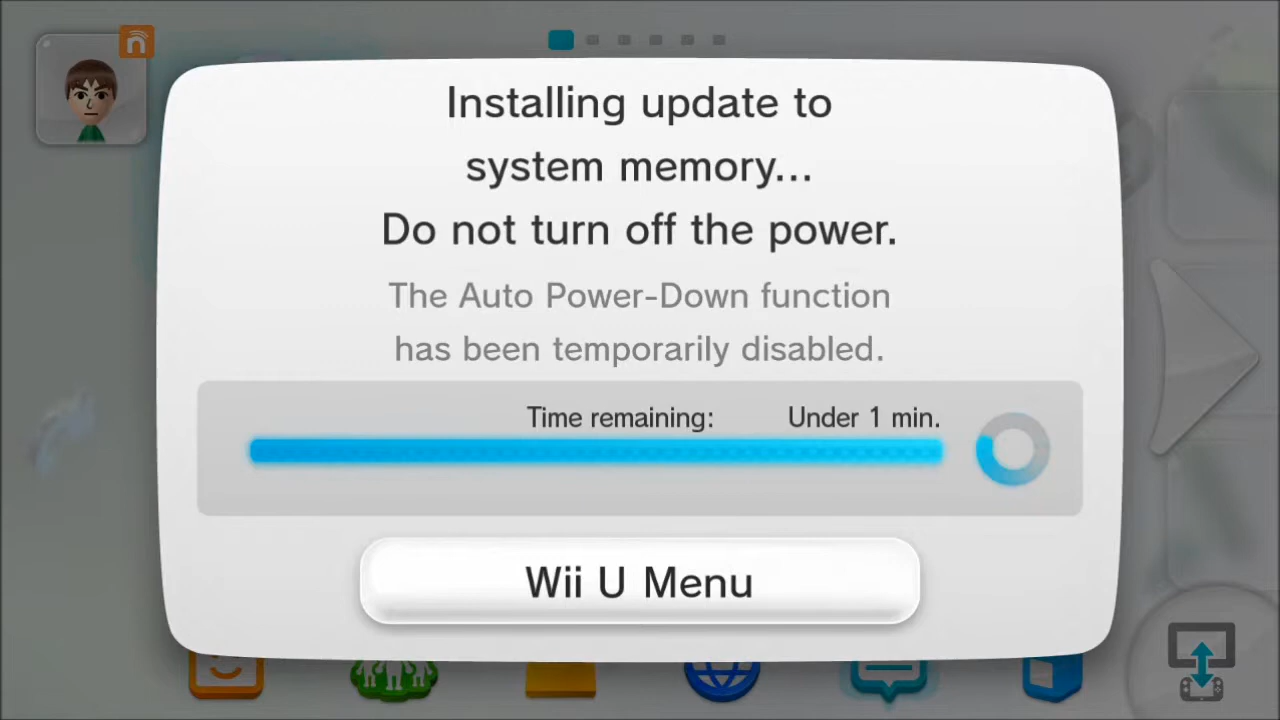 Installing update to
system memory...
Do not turn off the power.
The Auto Power-Down function
has been temporarily disabled.
Time remaining: Under 1 min.
Wii U Menu